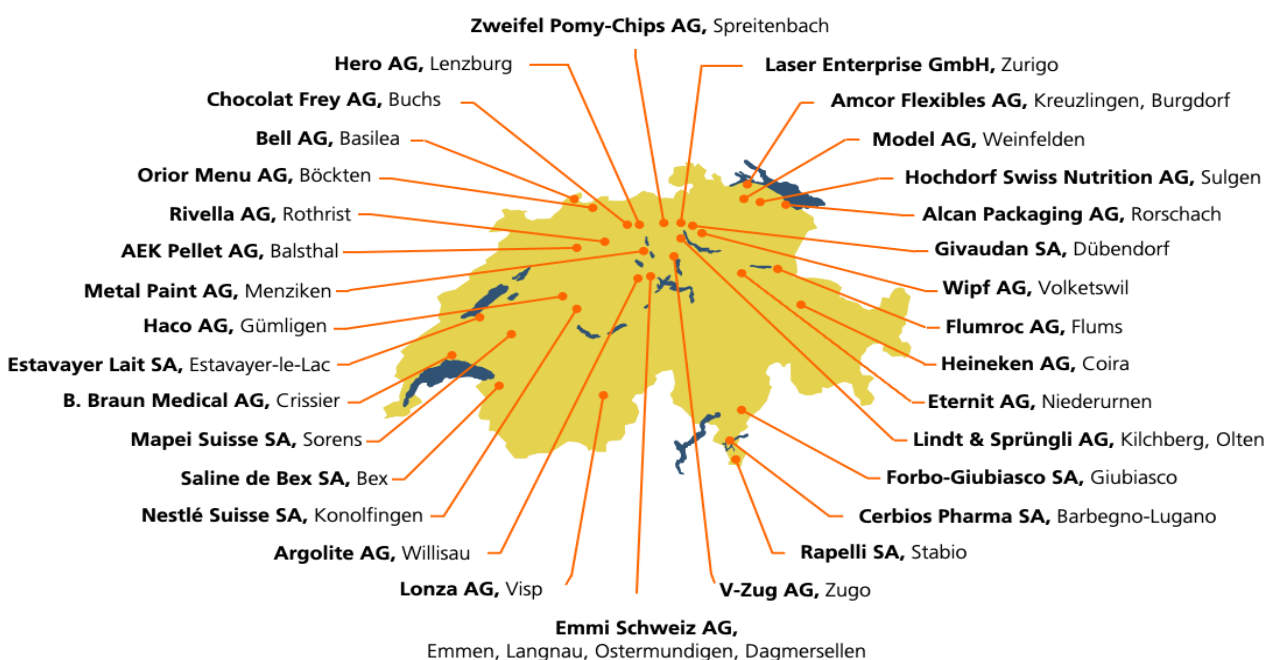 Zweifel Pomy-Chips AG, Spreitenbach
Hero AG, Lenzburg
Laser Enterprise GmbH, Zurigo
Chocolat Frey AG, Buchs
Amcor Flexibles AG, Kreuzlingen, Burgdorf
Bell AG, Basilea
Model AG, Weinfelden
Orior Menu AG, Böckten
Hochdorf Swiss Nutrition AG, Sulgen
Rivella AG, Rothrist
Alcan Packaging AG, Rorschach
AEK Pellet AG, Balsthal
Givaudan SA, Dübendorf
Metal Paint AG, Menziken
Wipf AG, Volketswil
Haco AG, Gümligen
Flumroc AG, Flums
Estavayer Lait SA, Estavayer-le-Lac
Heineken AG, Coira
B. Braun Medical AG, Crissier
Eternit AG, Niederurnen
Mapei Suisse SA, Sorens
Lindt & Sprüngli AG, Kilchberg, Olten
Saline de Bex SA, Bex
Forbo-Giubiasco SA, Giubiasco
Nestlé Suisse SA, Konolfingen
Cerbios Pharma SA, Barbegno-Lugano
Argolite AG, Willisau
Rapelli SA, Stabio
Lonza AG, Visp
V-Zug AG, Zugo
Emmi Schweiz AG,
Emmen, Langnau, Ostermundigen, Dagmersellen